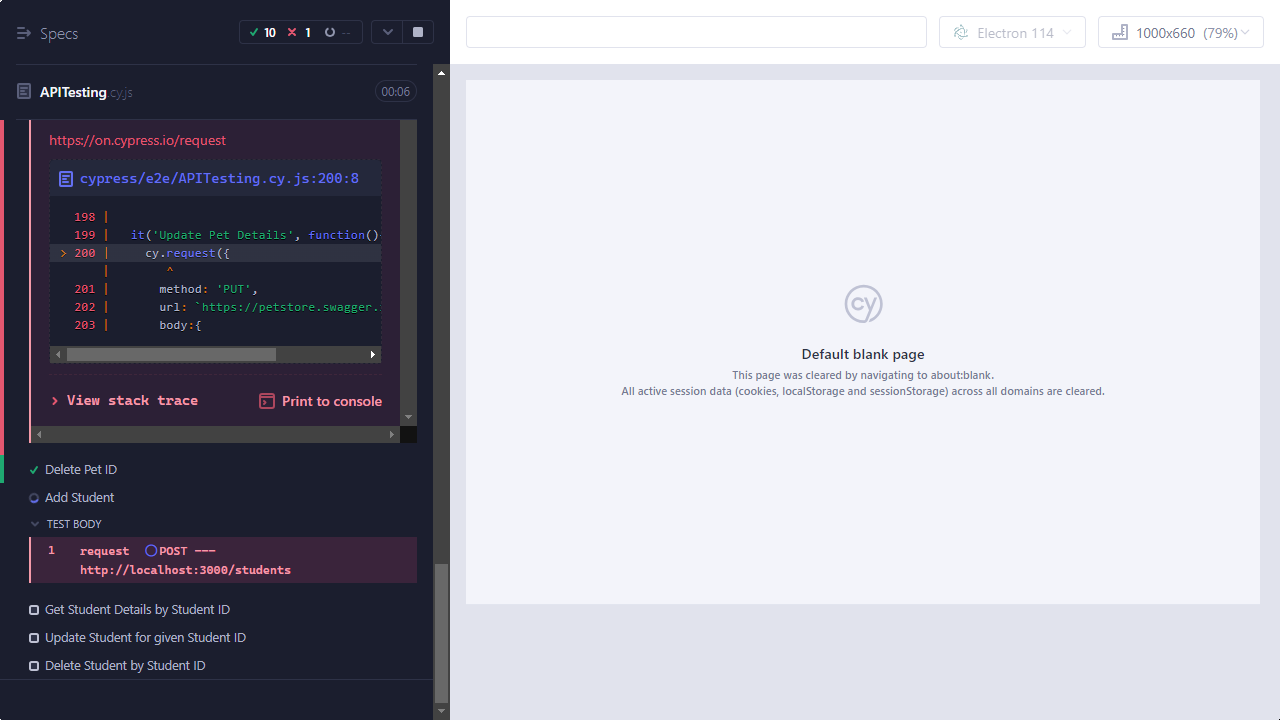 Specs
10
1
--
Electron 114
1000x660 (79%)
APITesting.cy.js
00:06
https://on.cypress.io/request
cypress/e2e/APITesting.cy.js:200:8
198 |
199 |   it('Update Pet Details', function()
> 200 |     cy.request({
|        ^
201 |       method: 'PUT',
202 |       url: `https://petstore.swagger.
203 |       body:{
> View stack trace
Print to console
Delete Pet ID
Add Student
TEST BODY
1 request POST ---
http://localhost:3000/students
Get Student Details by Student ID
Update Student for given Student ID
Delete Student by Student ID
cy
Default blank page
This page was cleared by navigating to about:blank.
All active session data (cookies, localStorage and sessionStorage) across all domains are cleared.